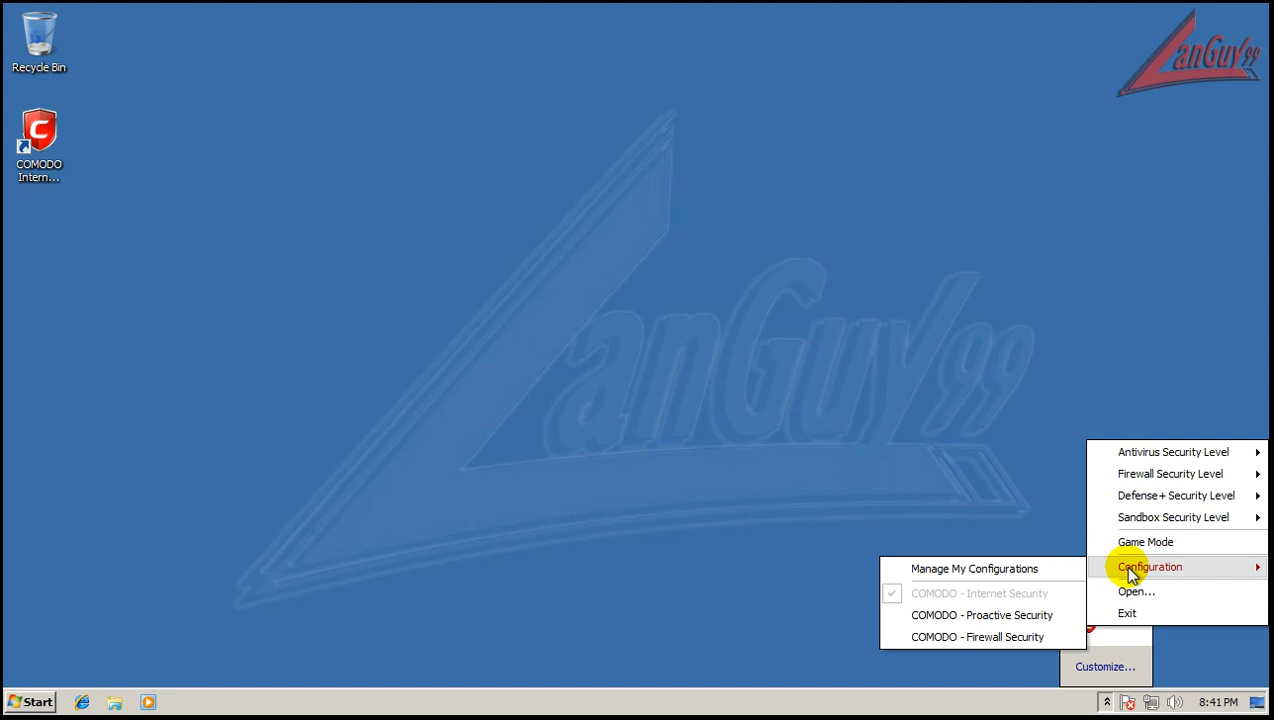 Recycle Bin
COMODO
Intern...
LanGuy99
LanGuy99
Antivirus Security Level
Firewall Security Level
Defense+ Security Level
Sandbox Security Level
Game Mode
Configuration
Open...
Exit
Manage My Configurations
COMODO - Internet Security
COMODO - Proactive Security
COMODO - Firewall Security
Customize...
Start
8:41 PM